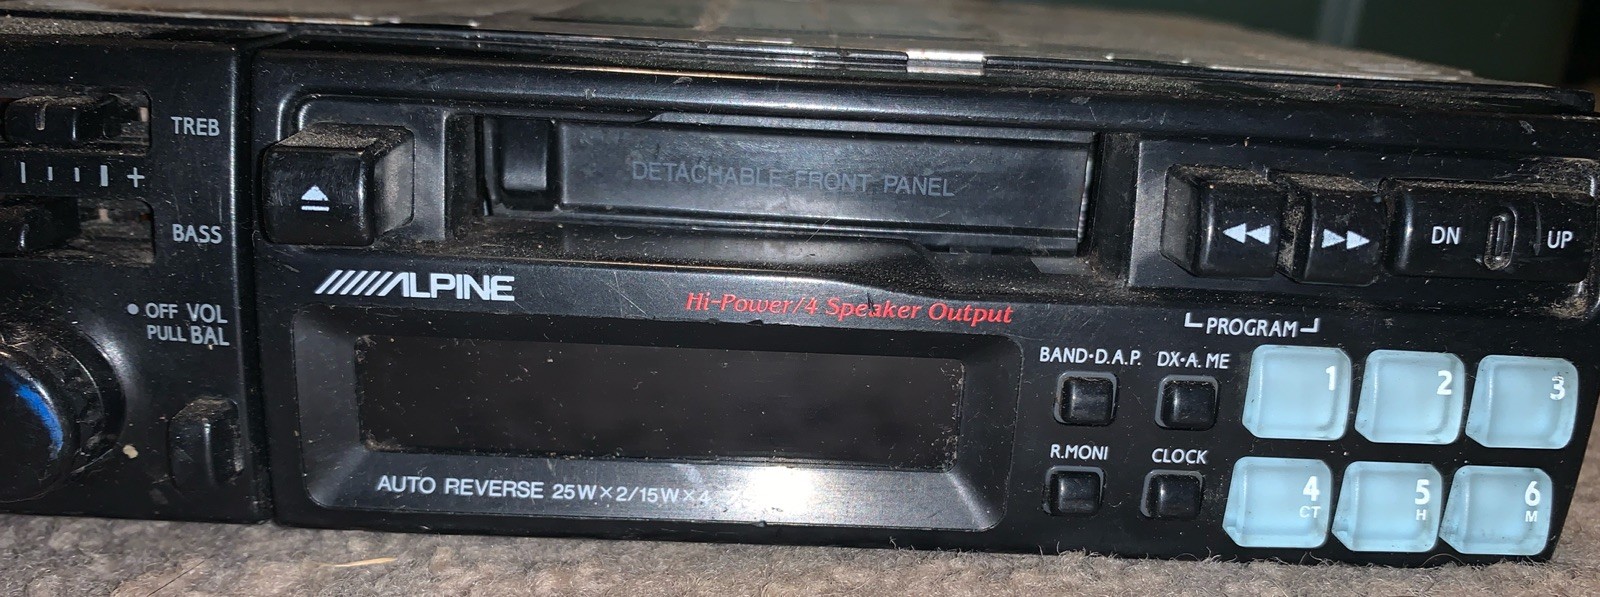 TREB
+
BASS
• OFF VOL
PULL BAL
DETACHABLE FRONT PANEL
DN
UP
ALPINE
Hi-Power/4 Speaker Output
PROGRAM
BAND•D.A.P.
DX•A. ME
R.MONI
CLOCK
1
2
3
4
CT
5
H
6
M
AUTO REVERSE 25W×2/15W×4